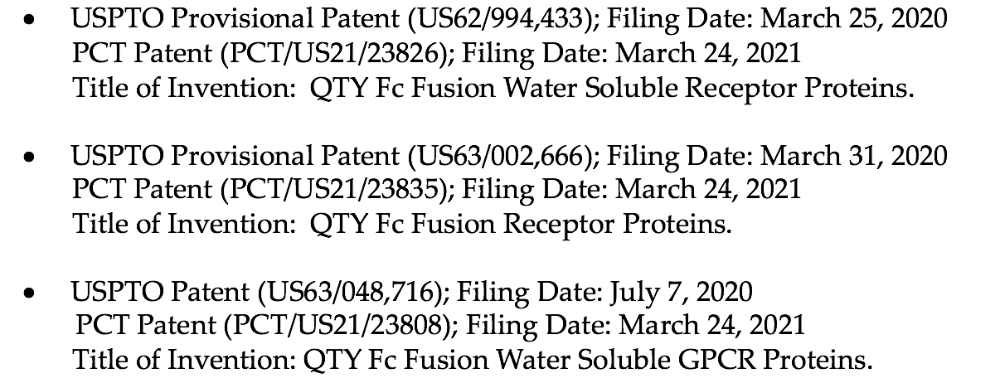 • USPTO Provisional Patent (US62/994,433); Filing Date: March 25, 2020
PCT Patent (PCT/US21/23826); Filing Date: March 24, 2021
Title of Invention:  QTY Fc Fusion Water Soluble Receptor Proteins.
• USPTO Provisional Patent (US63/002,666); Filing Date: March 31, 2020
PCT Patent (PCT/US21/23835); Filing Date: March 24, 2021
Title of Invention:  QTY Fc Fusion Receptor Proteins.
• USPTO Patent (US63/048,716); Filing Date: July 7, 2020
PCT Patent (PCT/US21/23808); Filing Date: March 24, 2021
Title of Invention: QTY Fc Fusion Water Soluble GPCR Proteins.